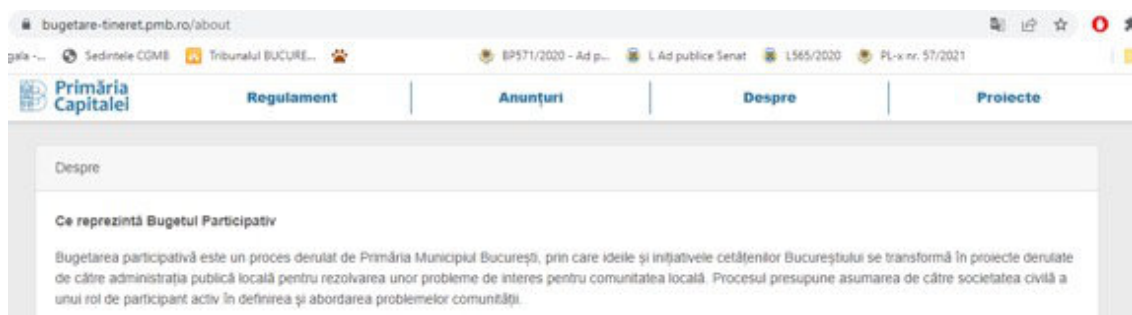 bugetare-tineret.pmb.ro/about
Sedintele CGMB Tribunalul BUCURE... BP571/2020 - Ad p... L Ad publice Senat L565/2020 PL-x nr. 57/2021
Primăria Capitalei
Regulament Anunțuri Despre Proiecte
Despre
Ce reprezintă Bugetul Participativ
Bugetarea participativă este un proces derulat de Primăria Municipiul București, prin care ideile și inițiativele cetățenilor Bucureștiului se transformă în proiecte derulate
de către administrația publică locală pentru rezolvarea unor probleme de interes pentru comunitatea locală. Procesul presupune asumarea de către societatea civilă a
unui rol de participant activ în definirea și abordarea problemelor comunității.